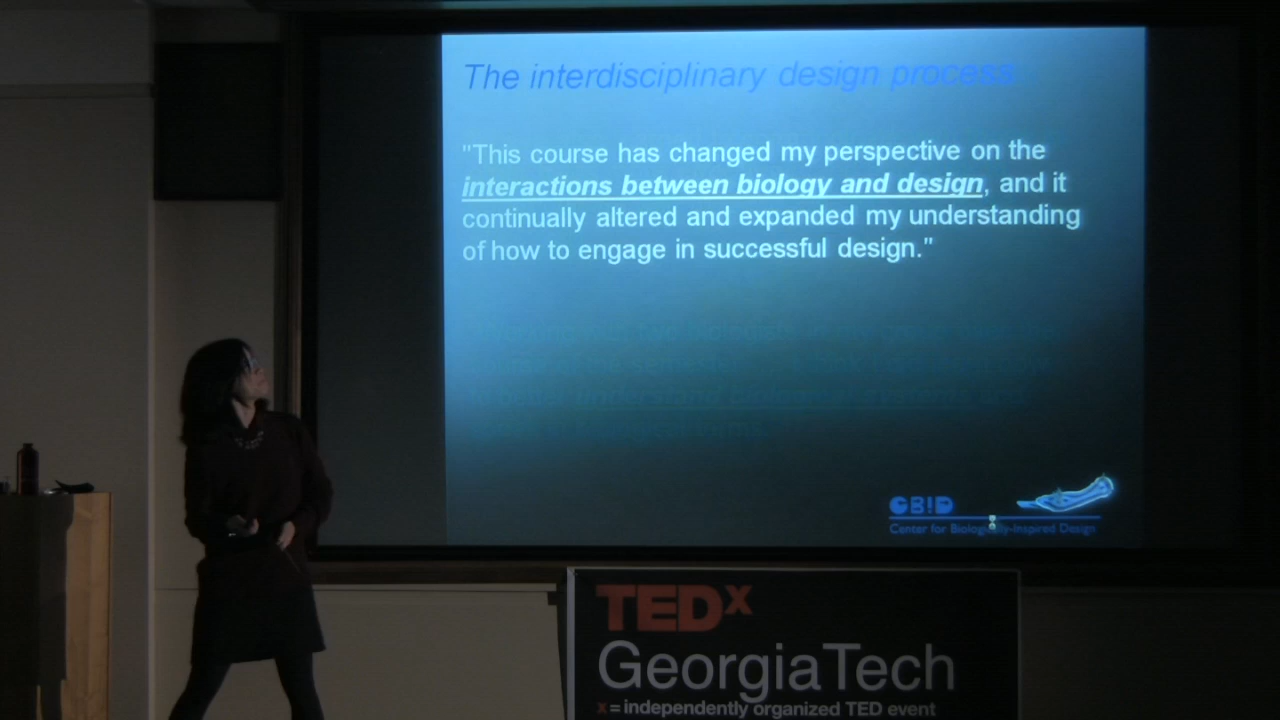 The interdisciplinary design process
"This course has changed my perspective on the
interactions between biology and design, and it
continually altered and expanded my understanding
of how to engage in successful design."
CBID
Center for Biologically-Inspired Design
TEDx
GeorgiaTech
x = independently organized TED event